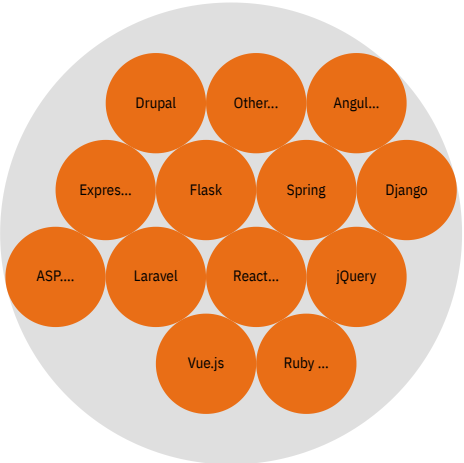 Drupal
Other...
Angul...
Expres...
Flask
Spring
Django
ASP....
Laravel
React...
jQuery
Vue.js
Ruby ...